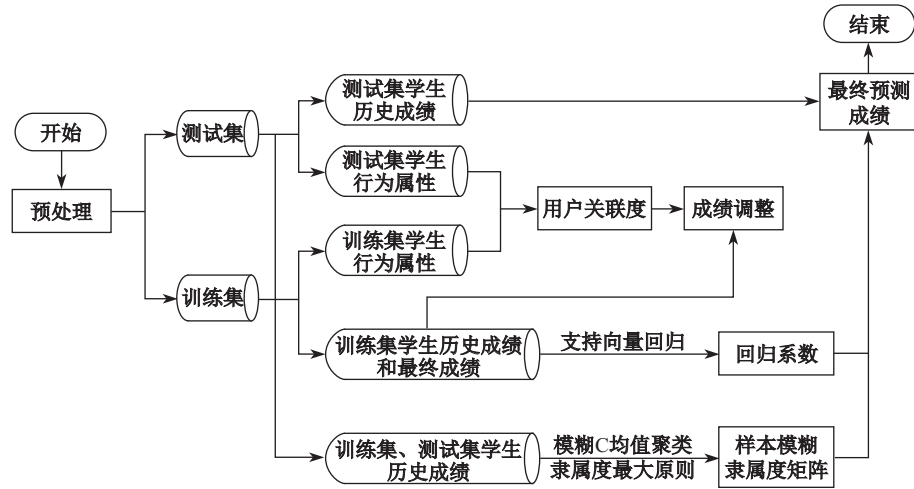 结束
测试集学生
历史成绩
最终预测
成绩
开始
测试集
测试集学生
行为属性
预处理
用户关联度
成绩调整
训练集学生
行为属性
训练集
训练集学生历史成绩
和最终成绩
支持向量回归
回归系数
训练集、测试集学生
历史成绩
模糊C均值聚类
隶属度最大原则
样本模糊
隶属度矩阵